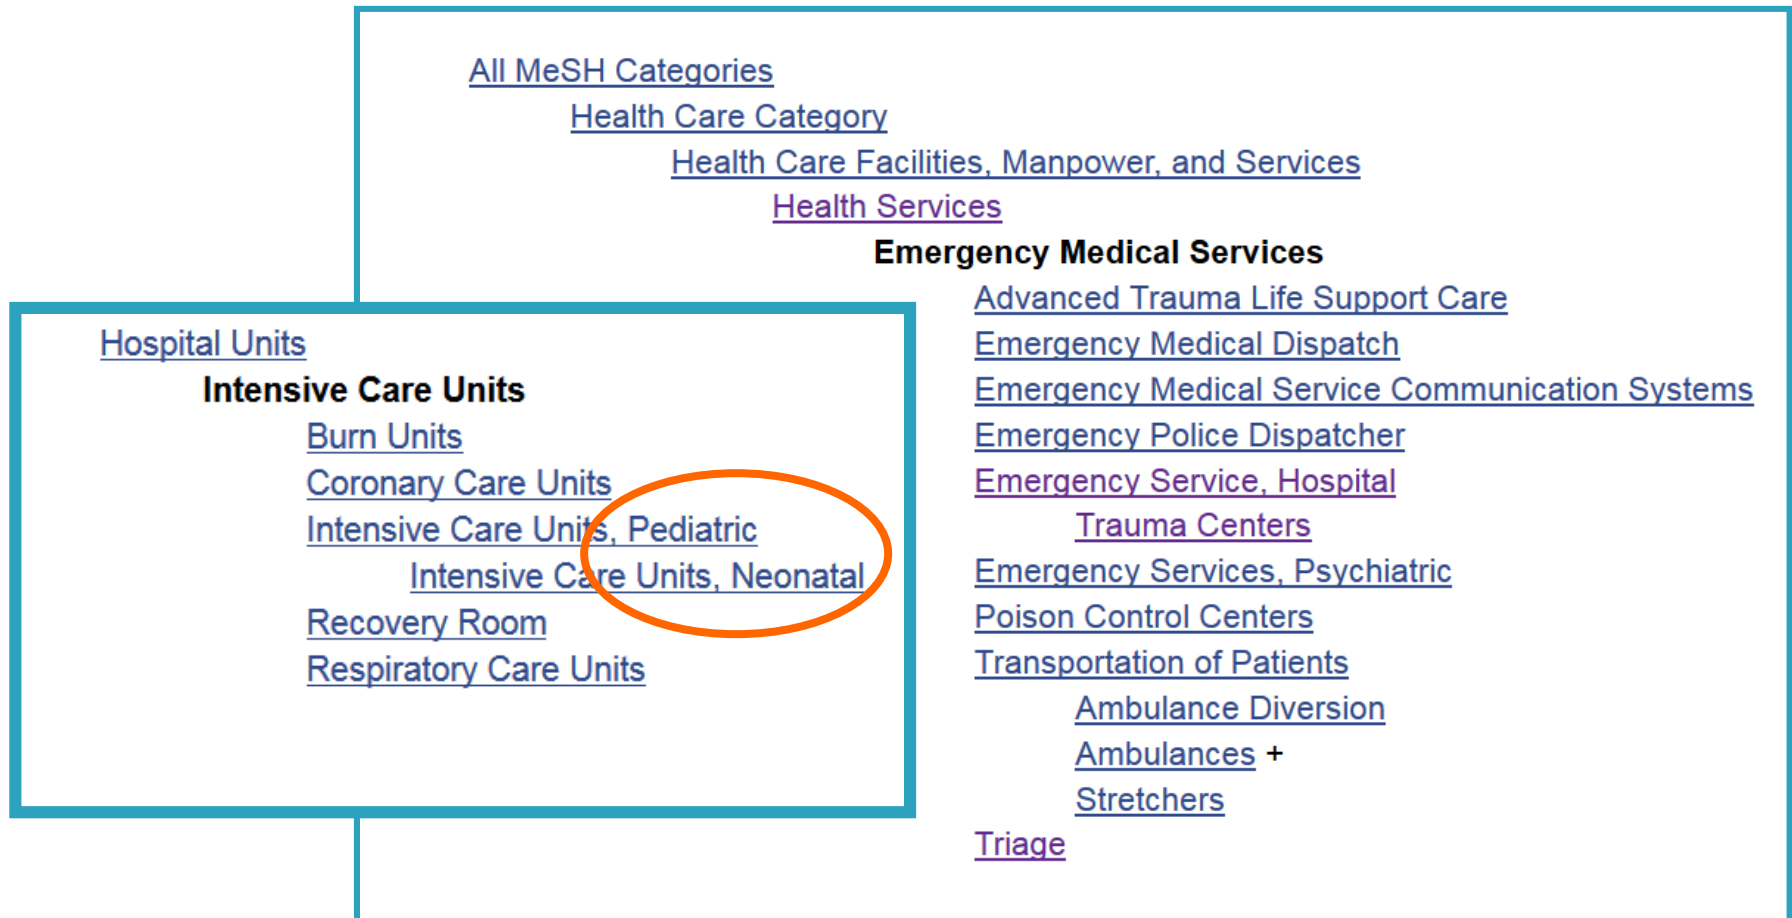 All MeSH Categories
Health Care Category
Health Care Facilities, Manpower, and Services
Health Services
Emergency Medical Services
Advanced Trauma Life Support Care
Emergency Medical Dispatch
Emergency Medical Service Communication Systems
Emergency Police Dispatcher
Emergency Service, Hospital
Trauma Centers
Emergency Services, Psychiatric
Poison Control Centers
Transportation of Patients
Ambulance Diversion
Ambulances +
Stretchers
Triage
Hospital Units
Intensive Care Units
Burn Units
Coronary Care Units
Intensive Care Units, Pediatric
Intensive Care Units, Neonatal
Recovery Room
Respiratory Care Units